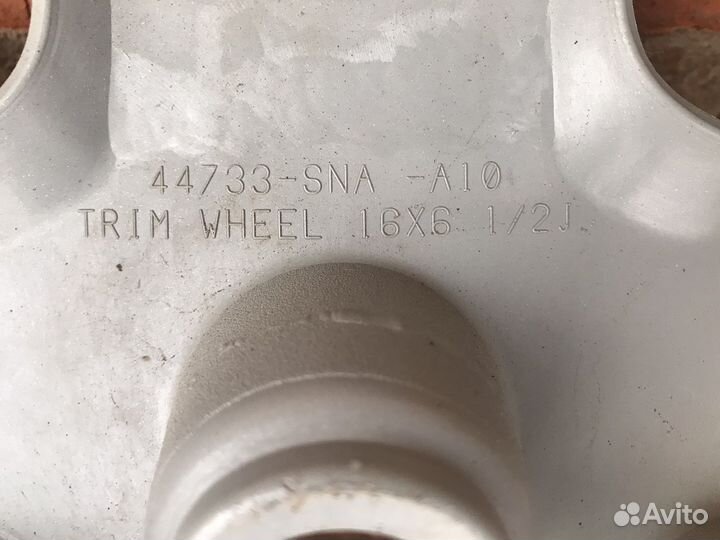 44733-SNA -A10
TRIM WHEEL 16X6 1/2J
Avito